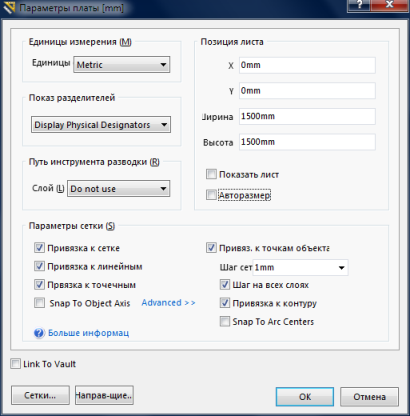 Параметры платы [mm]
Единицы измерения (M)
Единицы Metric
Показ разделителей
Display Physical Designators
Путь инструмента разводки (R)
Слой (L) Do not use
Позиция листа
X 0mm
Y 0mm
Ширина 1500mm
Высота 1500mm
Показать лист
Авторазмер
Параметры сетки (S)
Привязка к сетке
Привязка к линейным
Првязка к точечным
Snap To Object Axis Advanced >>
Больше информац
Привяз. к точкам объекта
Шаг сет 1mm
Шаг на всех слоях
Привязка к контуру
Snap To Arc Centers
Link To Vault
Сетки... Направ-щие.. OK Отмена